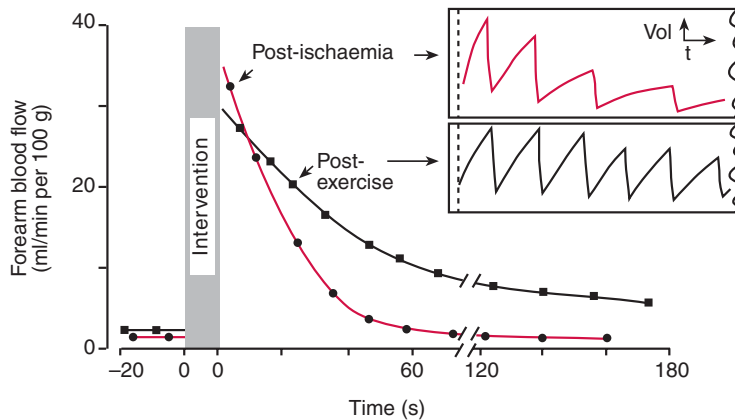 40
20
0
Forearm blood flow
(ml/min per 100 g)
Intervention
Post-ischaemia
Post-
exercise
Vol
t
−20
0
0
60
120
180
Time (s)